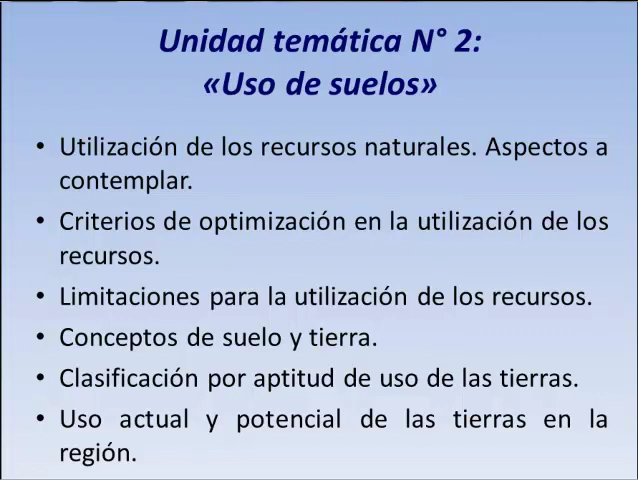 Unidad temática N° 2:
«Uso de suelos»
• Utilización de los recursos naturales. Aspectos a
contemplar.
• Criterios de optimización en la utilización de los
recursos.
• Limitaciones para la utilización de los recursos.
• Conceptos de suelo y tierra.
• Clasificación por aptitud de uso de las tierras.
• Uso actual y potencial de las tierras en la
región.